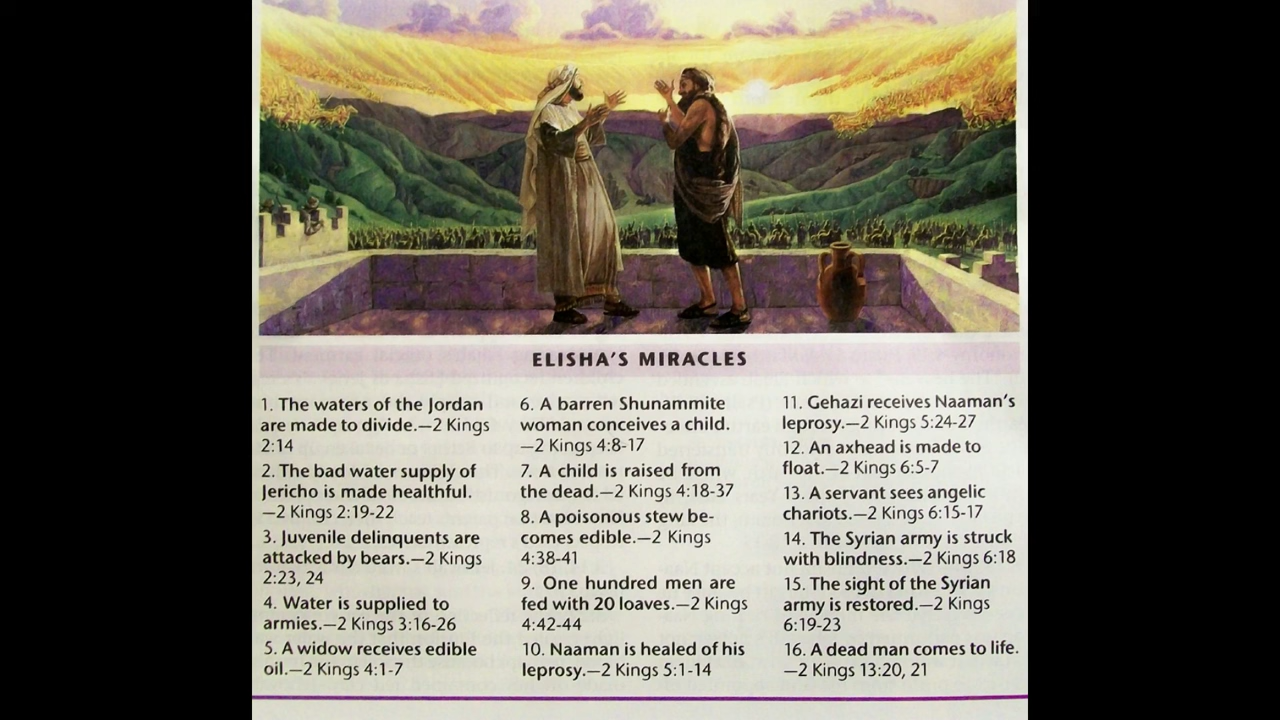 ELISHA'S MIRACLES
1. The waters of the Jordan
are made to divide.—2 Kings
2:14
2. The bad water supply of
Jericho is made healthful.
—2 Kings 2:19-22
3. Juvenile delinquents are
attacked by bears.—2 Kings
2:23, 24
4. Water is supplied to
armies.—2 Kings 3:16-26
5. A widow receives edible
oil.—2 Kings 4:1-7
6. A barren Shunammite
woman conceives a child.
—2 Kings 4:8-17
7. A child is raised from
the dead.—2 Kings 4:18-37
8. A poisonous stew be-
comes edible.—2 Kings
4:38-41
9. One hundred men are
fed with 20 loaves.—2 Kings
4:42-44
10. Naaman is healed of his
leprosy.—2 Kings 5:1-14
11. Gehazi receives Naaman's
leprosy.—2 Kings 5:24-27
12. An axhead is made to
float.—2 Kings 6:5-7
13. A servant sees angelic
chariots.—2 Kings 6:15-17
14. The Syrian army is struck
with blindness.—2 Kings 6:18
15. The sight of the Syrian
army is restored.—2 Kings
6:19-23
16. A dead man comes to life.
—2 Kings 13:20, 21